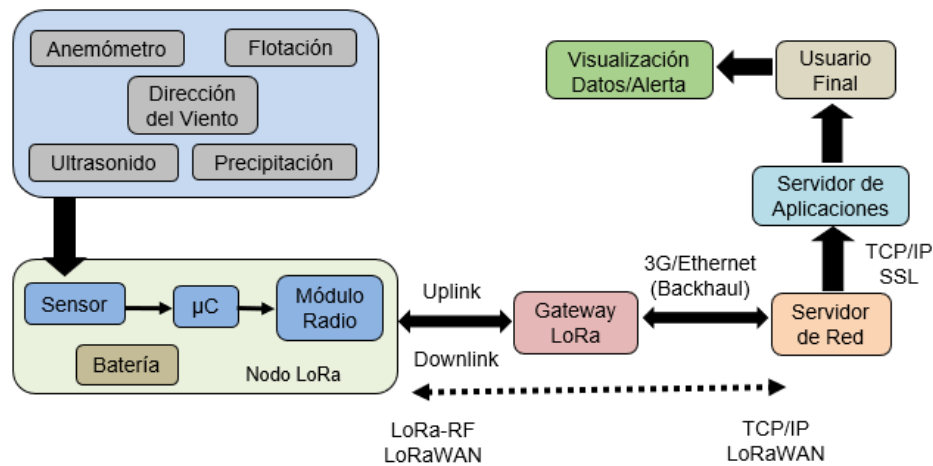 Anemómetro
Flotación
Dirección
del Viento
Ultrasonido
Precipitación
Visualización
Datos/Alerta
Usuario
Final
Servidor de
Aplicaciones
TCP/IP
SSL
Sensor
µC
Módulo
Radio
Batería
Nodo LoRa
Uplink
Downlink
Gateway
LoRa
3G/Ethernet
(Backhaul)
Servidor
de Red
LoRa-RF
LoRaWAN
TCP/IP
LoRaWAN